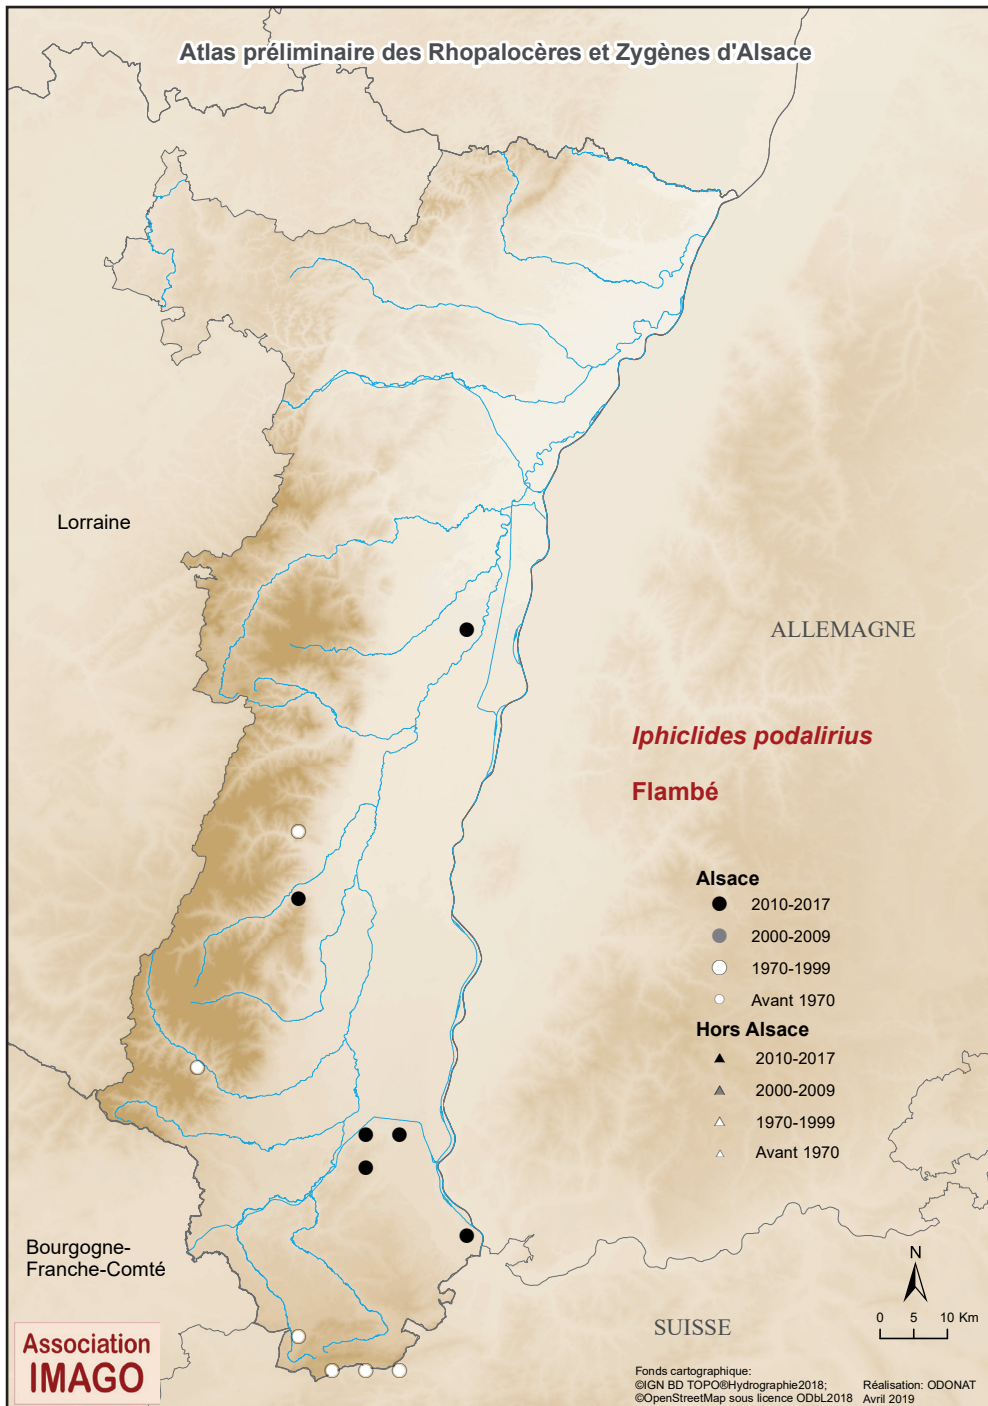 Atlas préliminaire des Rhopalocères et Zygènes d'Alsace
Lorraine
ALLEMAGNE
Iphiclides podalirius
Flambé
Alsace
2010-2017
2000-2009
1970-1999
Avant 1970
Hors Alsace
2010-2017
2000-2009
1970-1999
Avant 1970
Bourgogne-
Franche-Comté
N
0 5 10 Km
SUISSE
Association
IMAGO
Fonds cartographique:
©IGN BD TOPO®Hydrographie2018;
©OpenStreetMap sous licence ODbL2018
Réalisation: ODONAT
Avril 2019